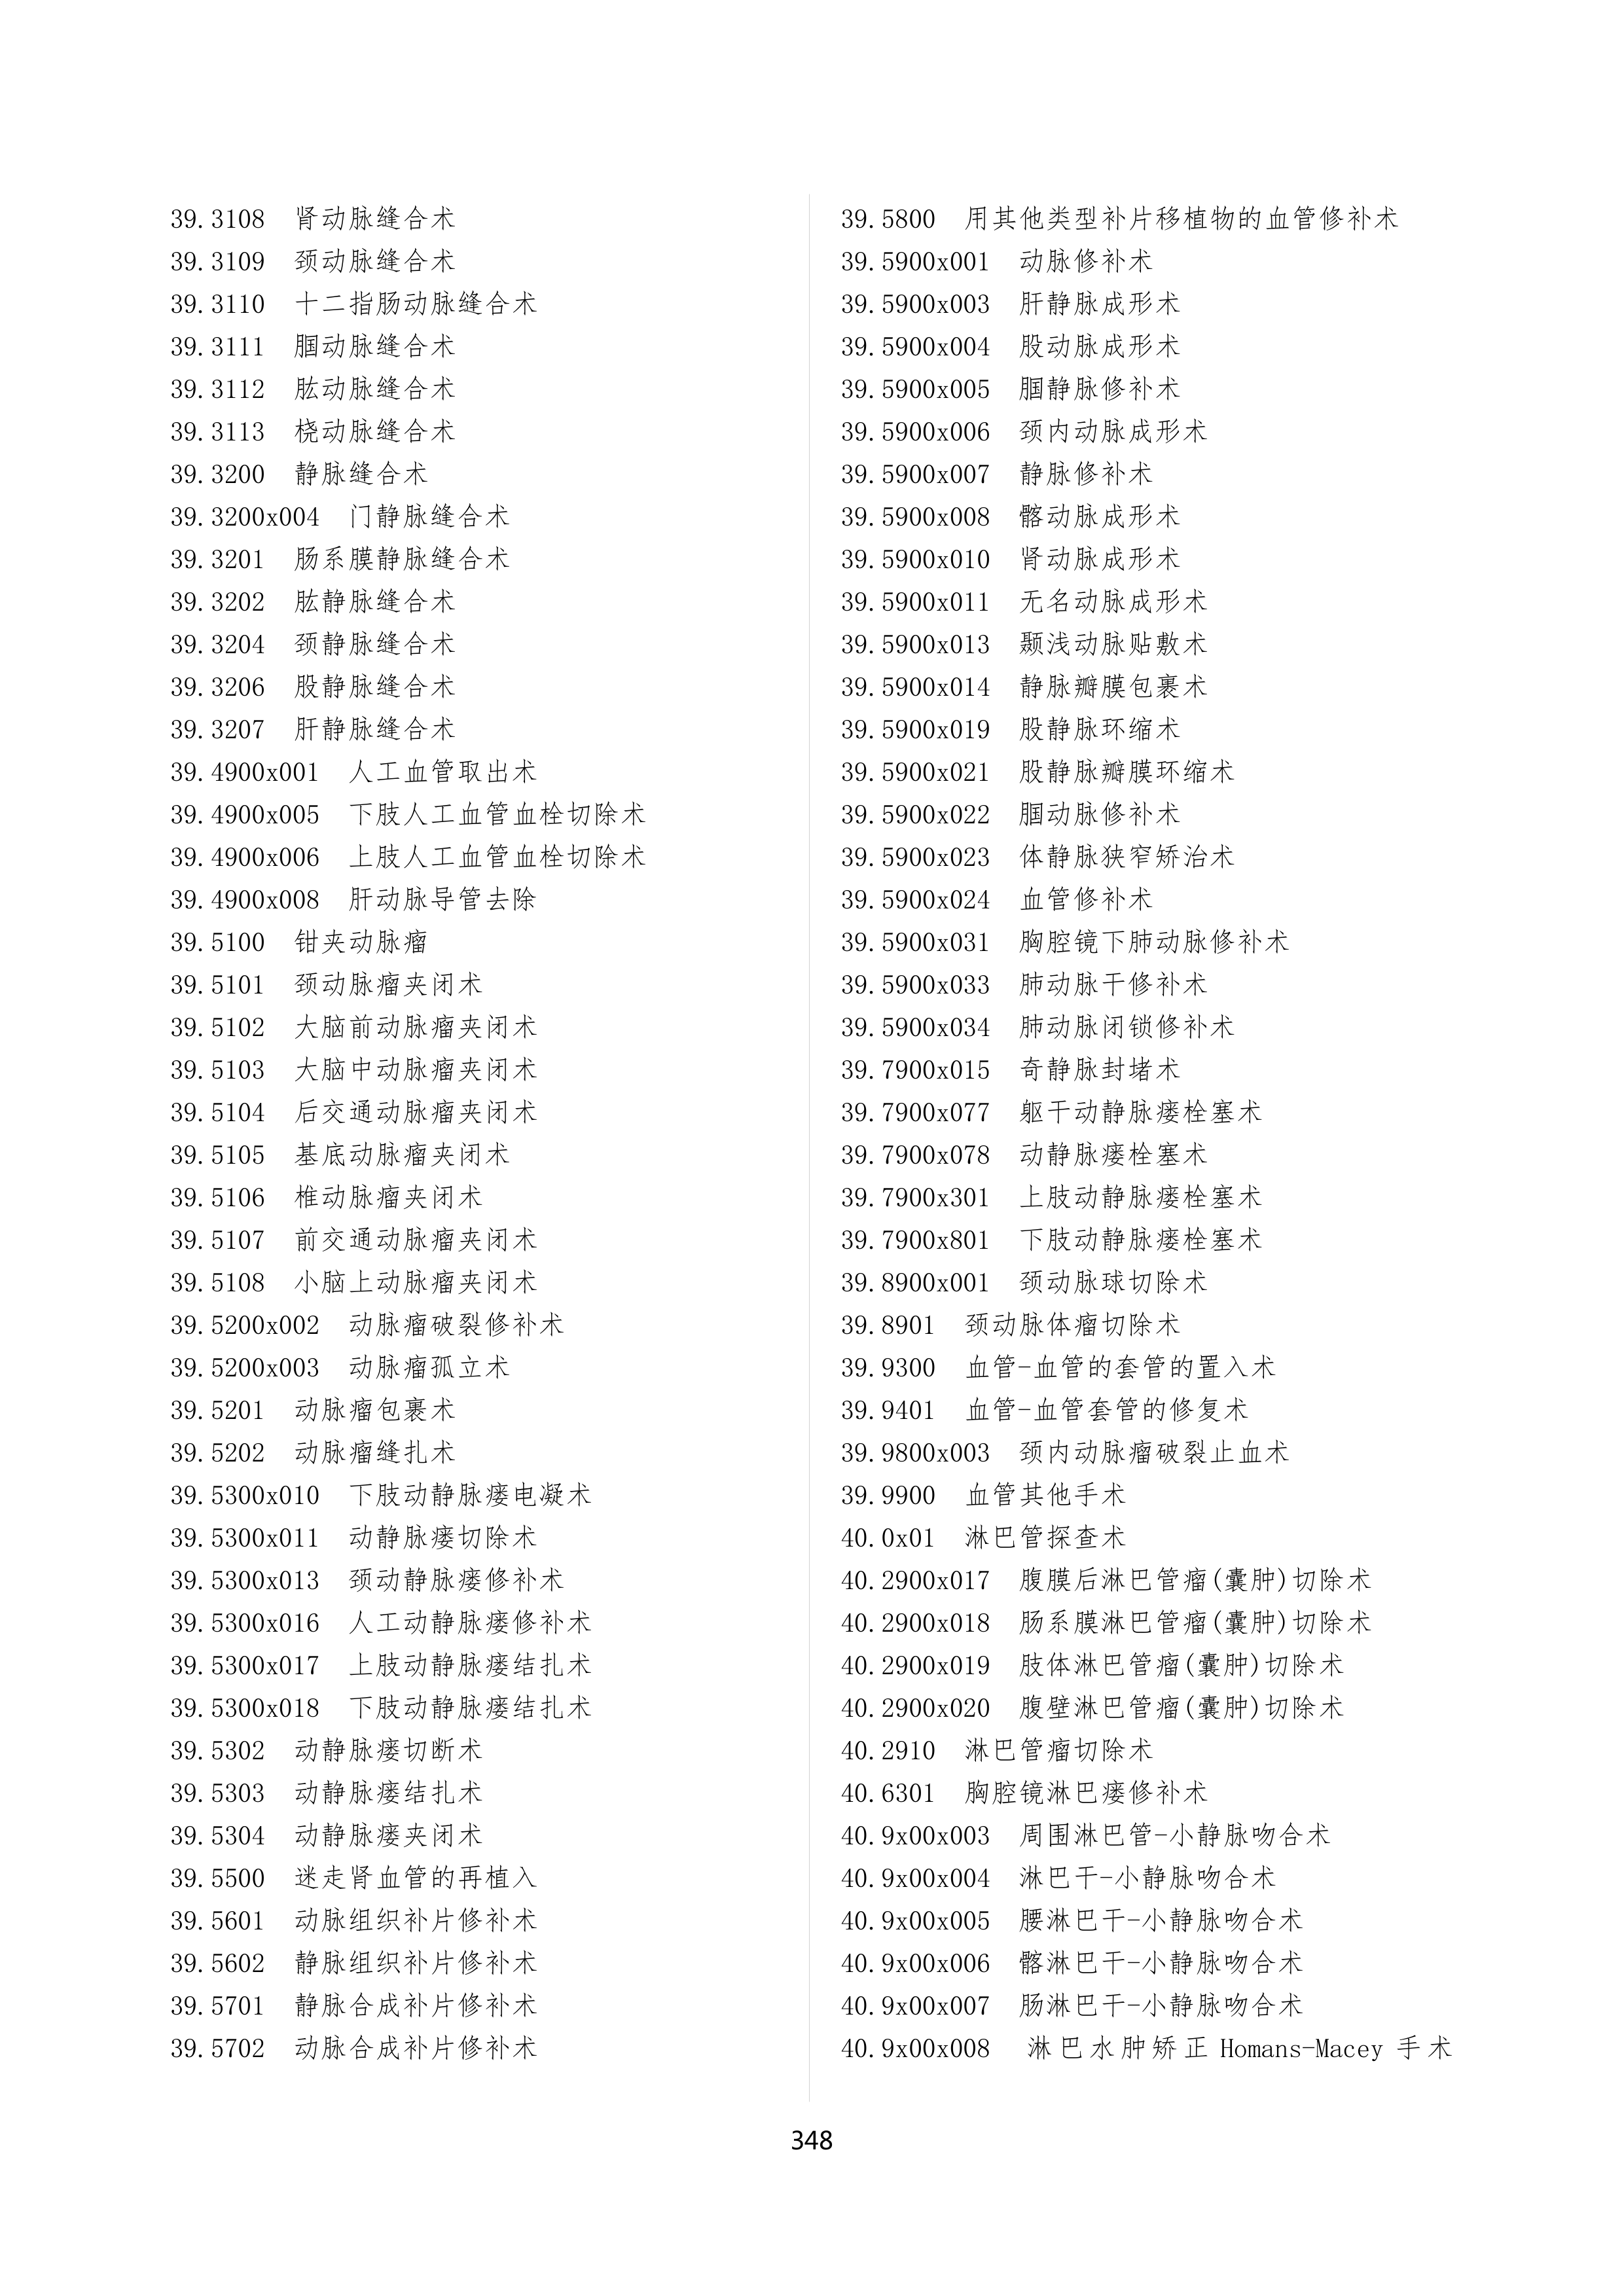 39.3108 肾动脉缝合术
39.3109 颈动脉缝合术
39.3110 十二指肠动脉缝合术
39.3111 腘动脉缝合术
39.3112 肱动脉缝合术
39.3113 桡动脉缝合术
39.3200 静脉缝合术
39.3200x004 门静脉缝合术
39.3201 肠系膜静脉缝合术
39.3202 肱静脉缝合术
39.3204 颈静脉缝合术
39.3206 股静脉缝合术
39.3207 肝静脉缝合术
39.4900x001 人工血管取出术
39.4900x005 下肢人工血管血栓切除术
39.4900x006 上肢人工血管血栓切除术
39.4900x008 肝动脉导管去除
39.5100 钳夹动脉瘤
39.5101 颈动脉瘤夹闭术
39.5102 大脑前动脉瘤夹闭术
39.5103 大脑中动脉瘤夹闭术
39.5104 后交通动脉瘤夹闭术
39.5105 基底动脉瘤夹闭术
39.5106 椎动脉瘤夹闭术
39.5107 前交通动脉瘤夹闭术
39.5108 小脑上动脉瘤夹闭术
39.5200x002 动脉瘤破裂修补术
39.5200x003 动脉瘤孤立术
39.5201 动脉瘤包裹术
39.5202 动脉瘤缝扎术
39.5300x010 下肢动静脉瘘电凝术
39.5300x011 动静脉瘘切除术
39.5300x013 颈动静脉瘘修补术
39.5300x016 人工动静脉瘘修补术
39.5300x017 上肢动静脉瘘结扎术
39.5300x018 下肢动静脉瘘结扎术
39.5302 动静脉瘘切断术
39.5303 动静脉瘘结扎术
39.5304 动静脉瘘夹闭术
39.5500 迷走肾血管的再植入
39.5601 动脉组织补片修补术
39.5602 静脉组织补片修补术
39.5701 静脉合成补片修补术
39.5702 动脉合成补片修补术
39.5800 用其他类型补片移植物的血管修补术
39.5900x001 动脉修补术
39.5900x003 肝静脉成形术
39.5900x004 股动脉成形术
39.5900x005 腘静脉修补术
39.5900x006 颈内动脉成形术
39.5900x007 静脉修补术
39.5900x008 髂动脉成形术
39.5900x010 肾动脉成形术
39.5900x011 无名动脉成形术
39.5900x013 颞浅动脉贴敷术
39.5900x014 静脉瓣膜包裹术
39.5900x019 股静脉环缩术
39.5900x021 股静脉瓣膜环缩术
39.5900x022 腘动脉修补术
39.5900x023 体静脉狭窄矫治术
39.5900x024 血管修补术
39.5900x031 胸腔镜下肺动脉修补术
39.5900x033 肺动脉干修补术
39.5900x034 肺动脉闭锁修补术
39.7900x015 奇静脉封堵术
39.7900x077 躯干动静脉瘘栓塞术
39.7900x078 动静脉瘘栓塞术
39.7900x301 上肢动静脉瘘栓塞术
39.7900x801 下肢动静脉瘘栓塞术
39.8900x001 颈动脉球切除术
39.8901 颈动脉体瘤切除术
39.9300 血管-血管的套管的置入术
39.9401 血管-血管套管的修复术
39.9800x003 颈内动脉瘤破裂止血术
39.9900 血管其他手术
40.0x01 淋巴管探查术
40.2900x017 腹膜后淋巴管瘤(囊肿)切除术
40.2900x018 肠系膜淋巴管瘤(囊肿)切除术
40.2900x019 肢体淋巴管瘤(囊肿)切除术
40.2900x020 腹壁淋巴管瘤(囊肿)切除术
40.2910 淋巴管瘤切除术
40.6301 胸腔镜淋巴瘘修补术
40.9x00x003 周围淋巴管-小静脉吻合术
40.9x00x004 淋巴干-小静脉吻合术
40.9x00x005 腰淋巴干-小静脉吻合术
40.9x00x006 髂淋巴干-小静脉吻合术
40.9x00x007 肠淋巴干-小静脉吻合术
40.9x00x008 淋巴水肿矫正 Homans-Macey 手术
348